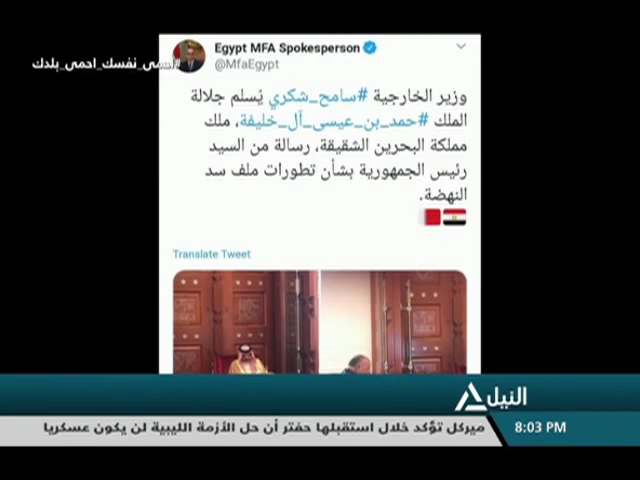 #احمى_نفسك_احمى_بلدك
Egypt MFA Spokesperson
@MfaEgypt
وزير الخارجية #سامح_شكري يُسلم جلالة
الملك #حمد_بن_عيسى_آل_خليفة، ملك
مملكة البحرين الشقيقة، رسالة من السيد
رئيس الجمهورية بشأن تطورات ملف سد
النهضة.
Translate Tweet
النيل
ميركل تؤكد خلال استقبلها حفتر أن حل الأزمة الليبية لن يكون عسكريا
8:03 PM